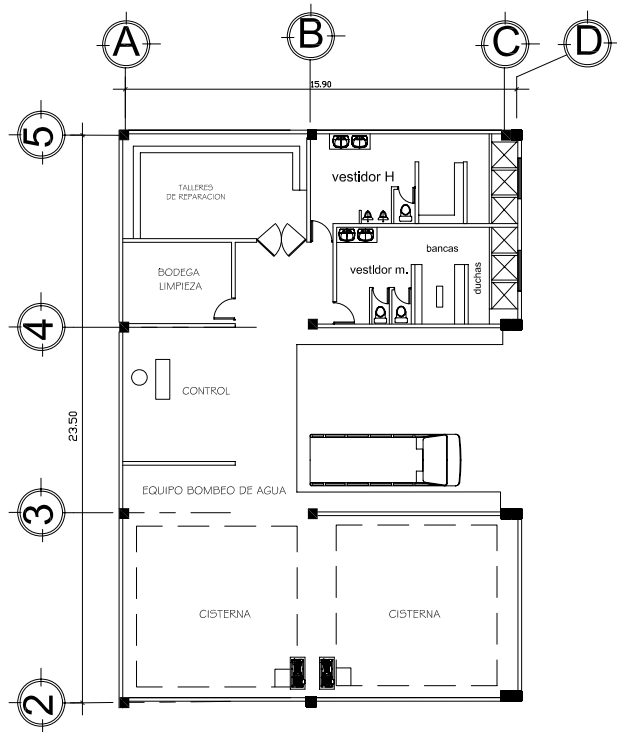 A
B
C
D
15.90
5
TALLERES
DE REPARACION
vestidor H
bancas
vestidor m.
duchas
BODEGA
LIMPIEZA
4
CONTROL
23.50
EQUIPO BOMBEO DE AGUA
3
CISTERNA
CISTERNA
2